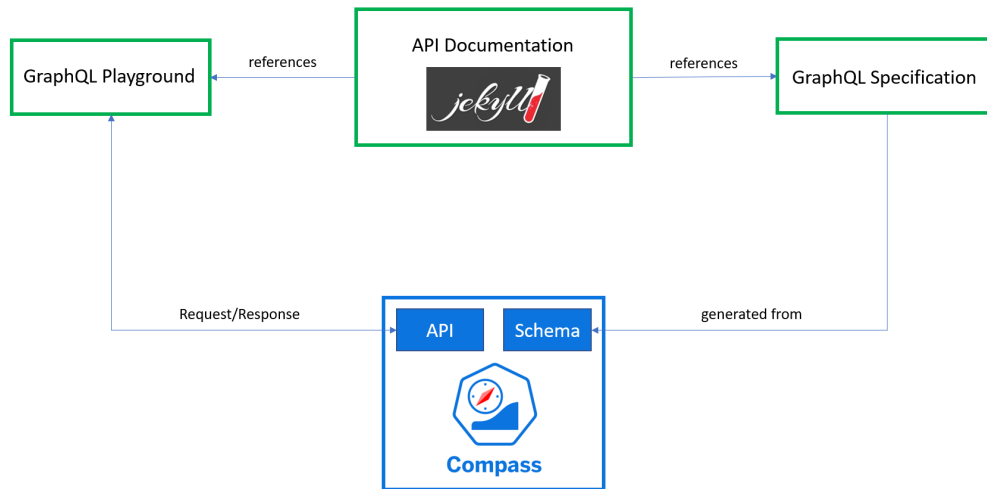 API Documentation
GraphQL Playground
references
references
GraphQL Specification
jekyll
Request/Response
API
Schema
generated from
Compass